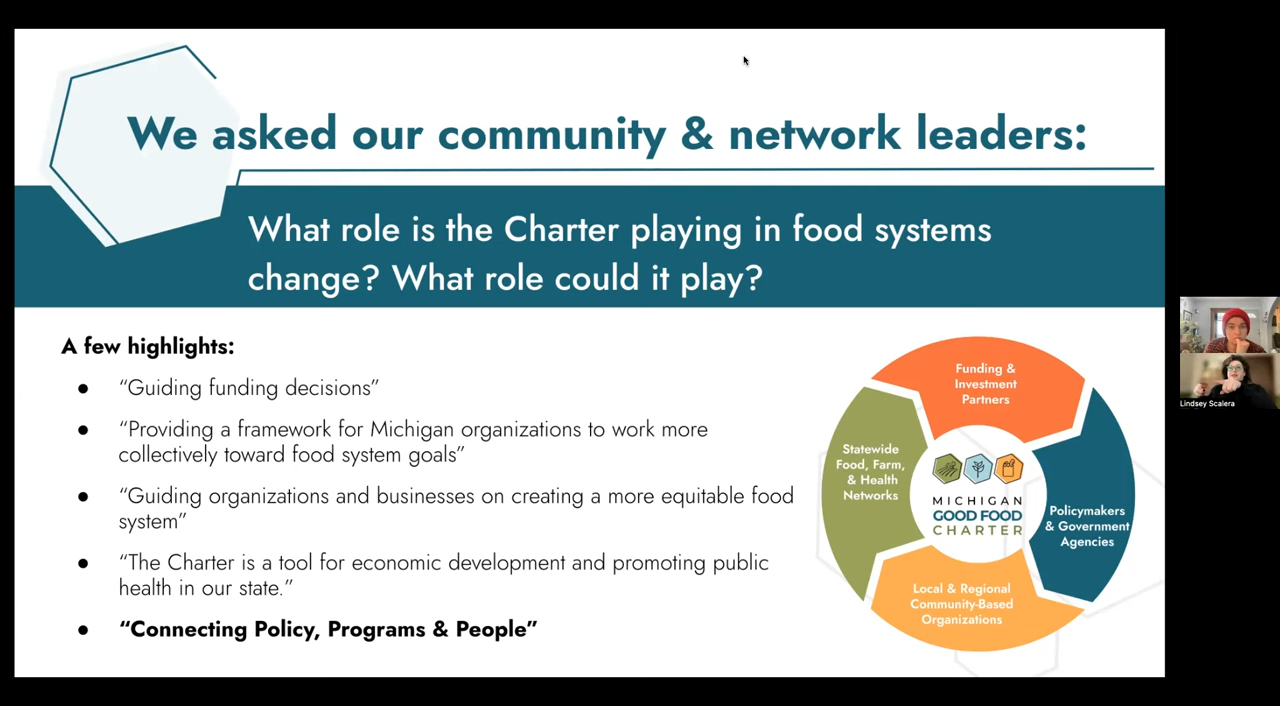 We asked our community & network leaders:
What role is the Charter playing in food systems
change? What role could it play?
A few highlights:
● “Guiding funding decisions”
● “Providing a framework for Michigan organizations to work more
collectively toward food system goals”
● “Guiding organizations and businesses on creating a more equitable food
system”
● “The Charter is a tool for economic development and promoting public
health in our state.”
● “Connecting Policy, Programs & People”
Funding &
Investment
Partners
Statewide
Food, Farm,
& Health
Networks
MICHIGAN
GOOD FOOD
CHARTER
Policymakers
& Government
Agencies
Local & Regional
Community-Based
Organizations
Lindsey Scalera